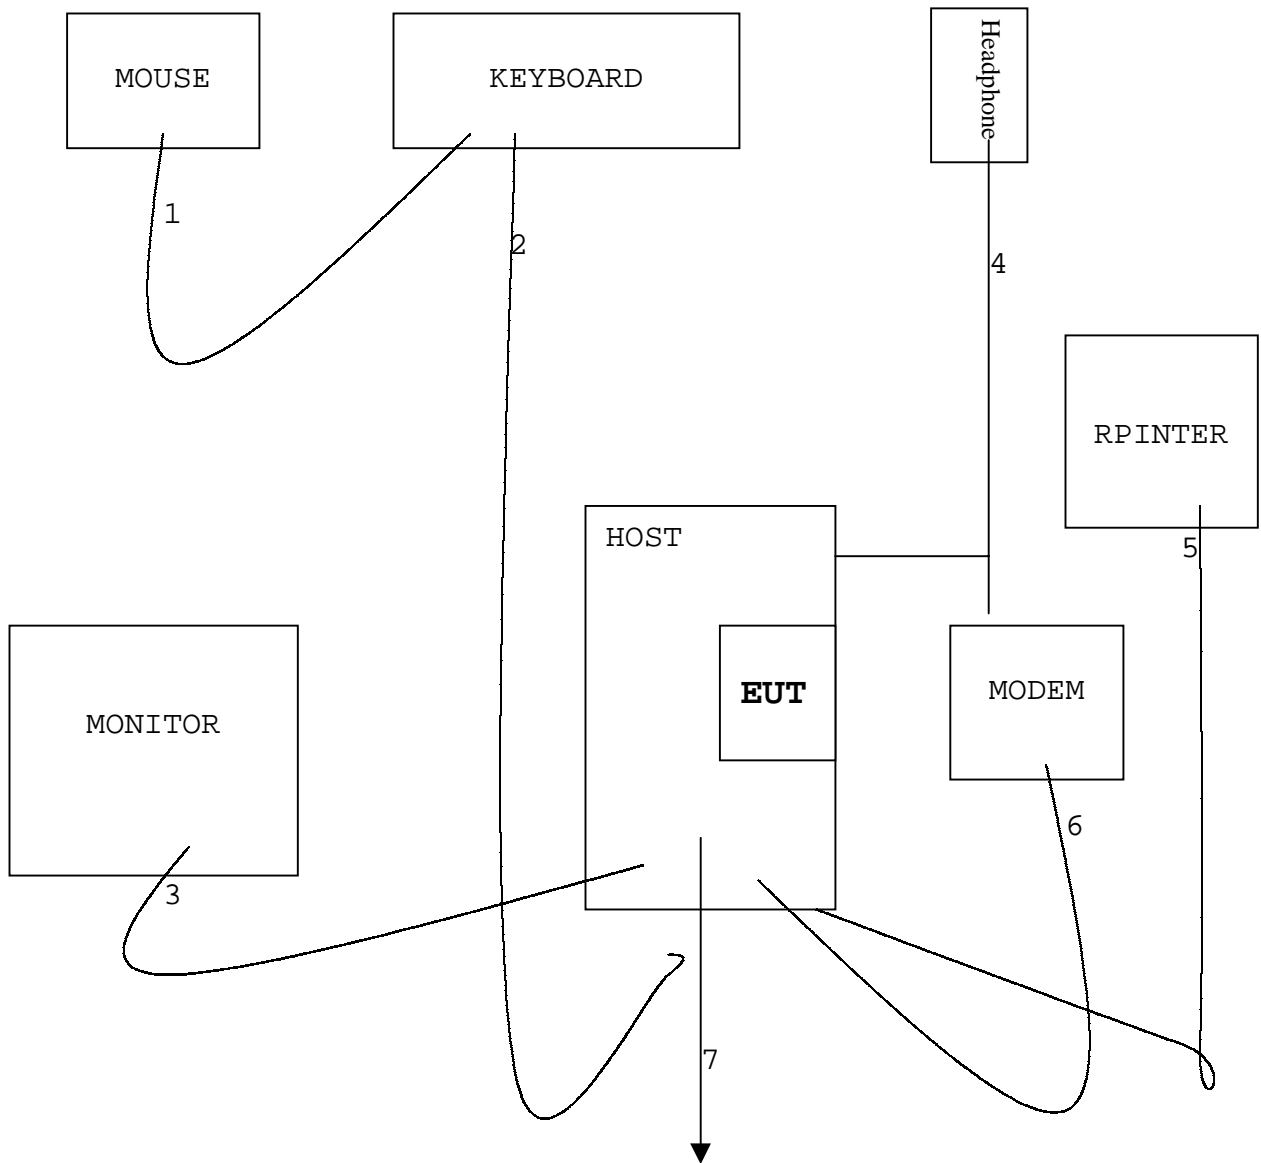 MOUSE
KEYBOARD
Headphone
1
2
4
RPINTER
HOST
5
EUT
MODEM
MONITOR
6
3
7